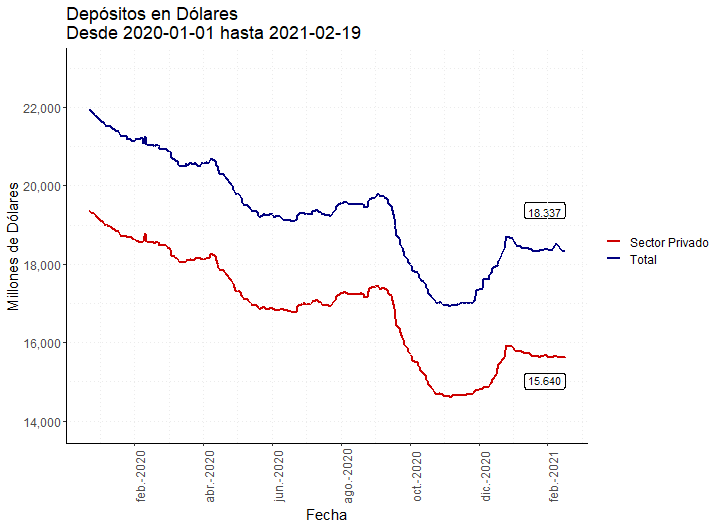 Depósitos en Dólares
Desde 2020-01-01 hasta 2021-02-19
Millones de Dólares
22,000
20,000
18,000
16,000
14,000
18.337
15.640
Sector Privado
Total
feb.-2020
abr.-2020
jun.-2020
ago.-2020
oct.-2020
dic.-2020
feb.-2021
Fecha